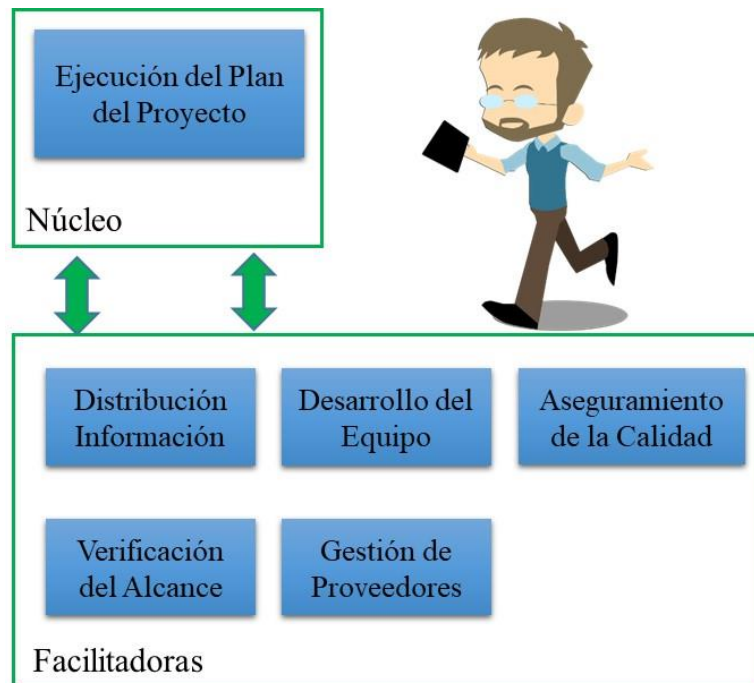 Ejecución del Plan
del Proyecto
Núcleo
Distribución
Información
Desarrollo del
Equipo
Aseguramiento
de la Calidad
Verificación
del Alcance
Gestión de
Proveedores
Facilitadoras